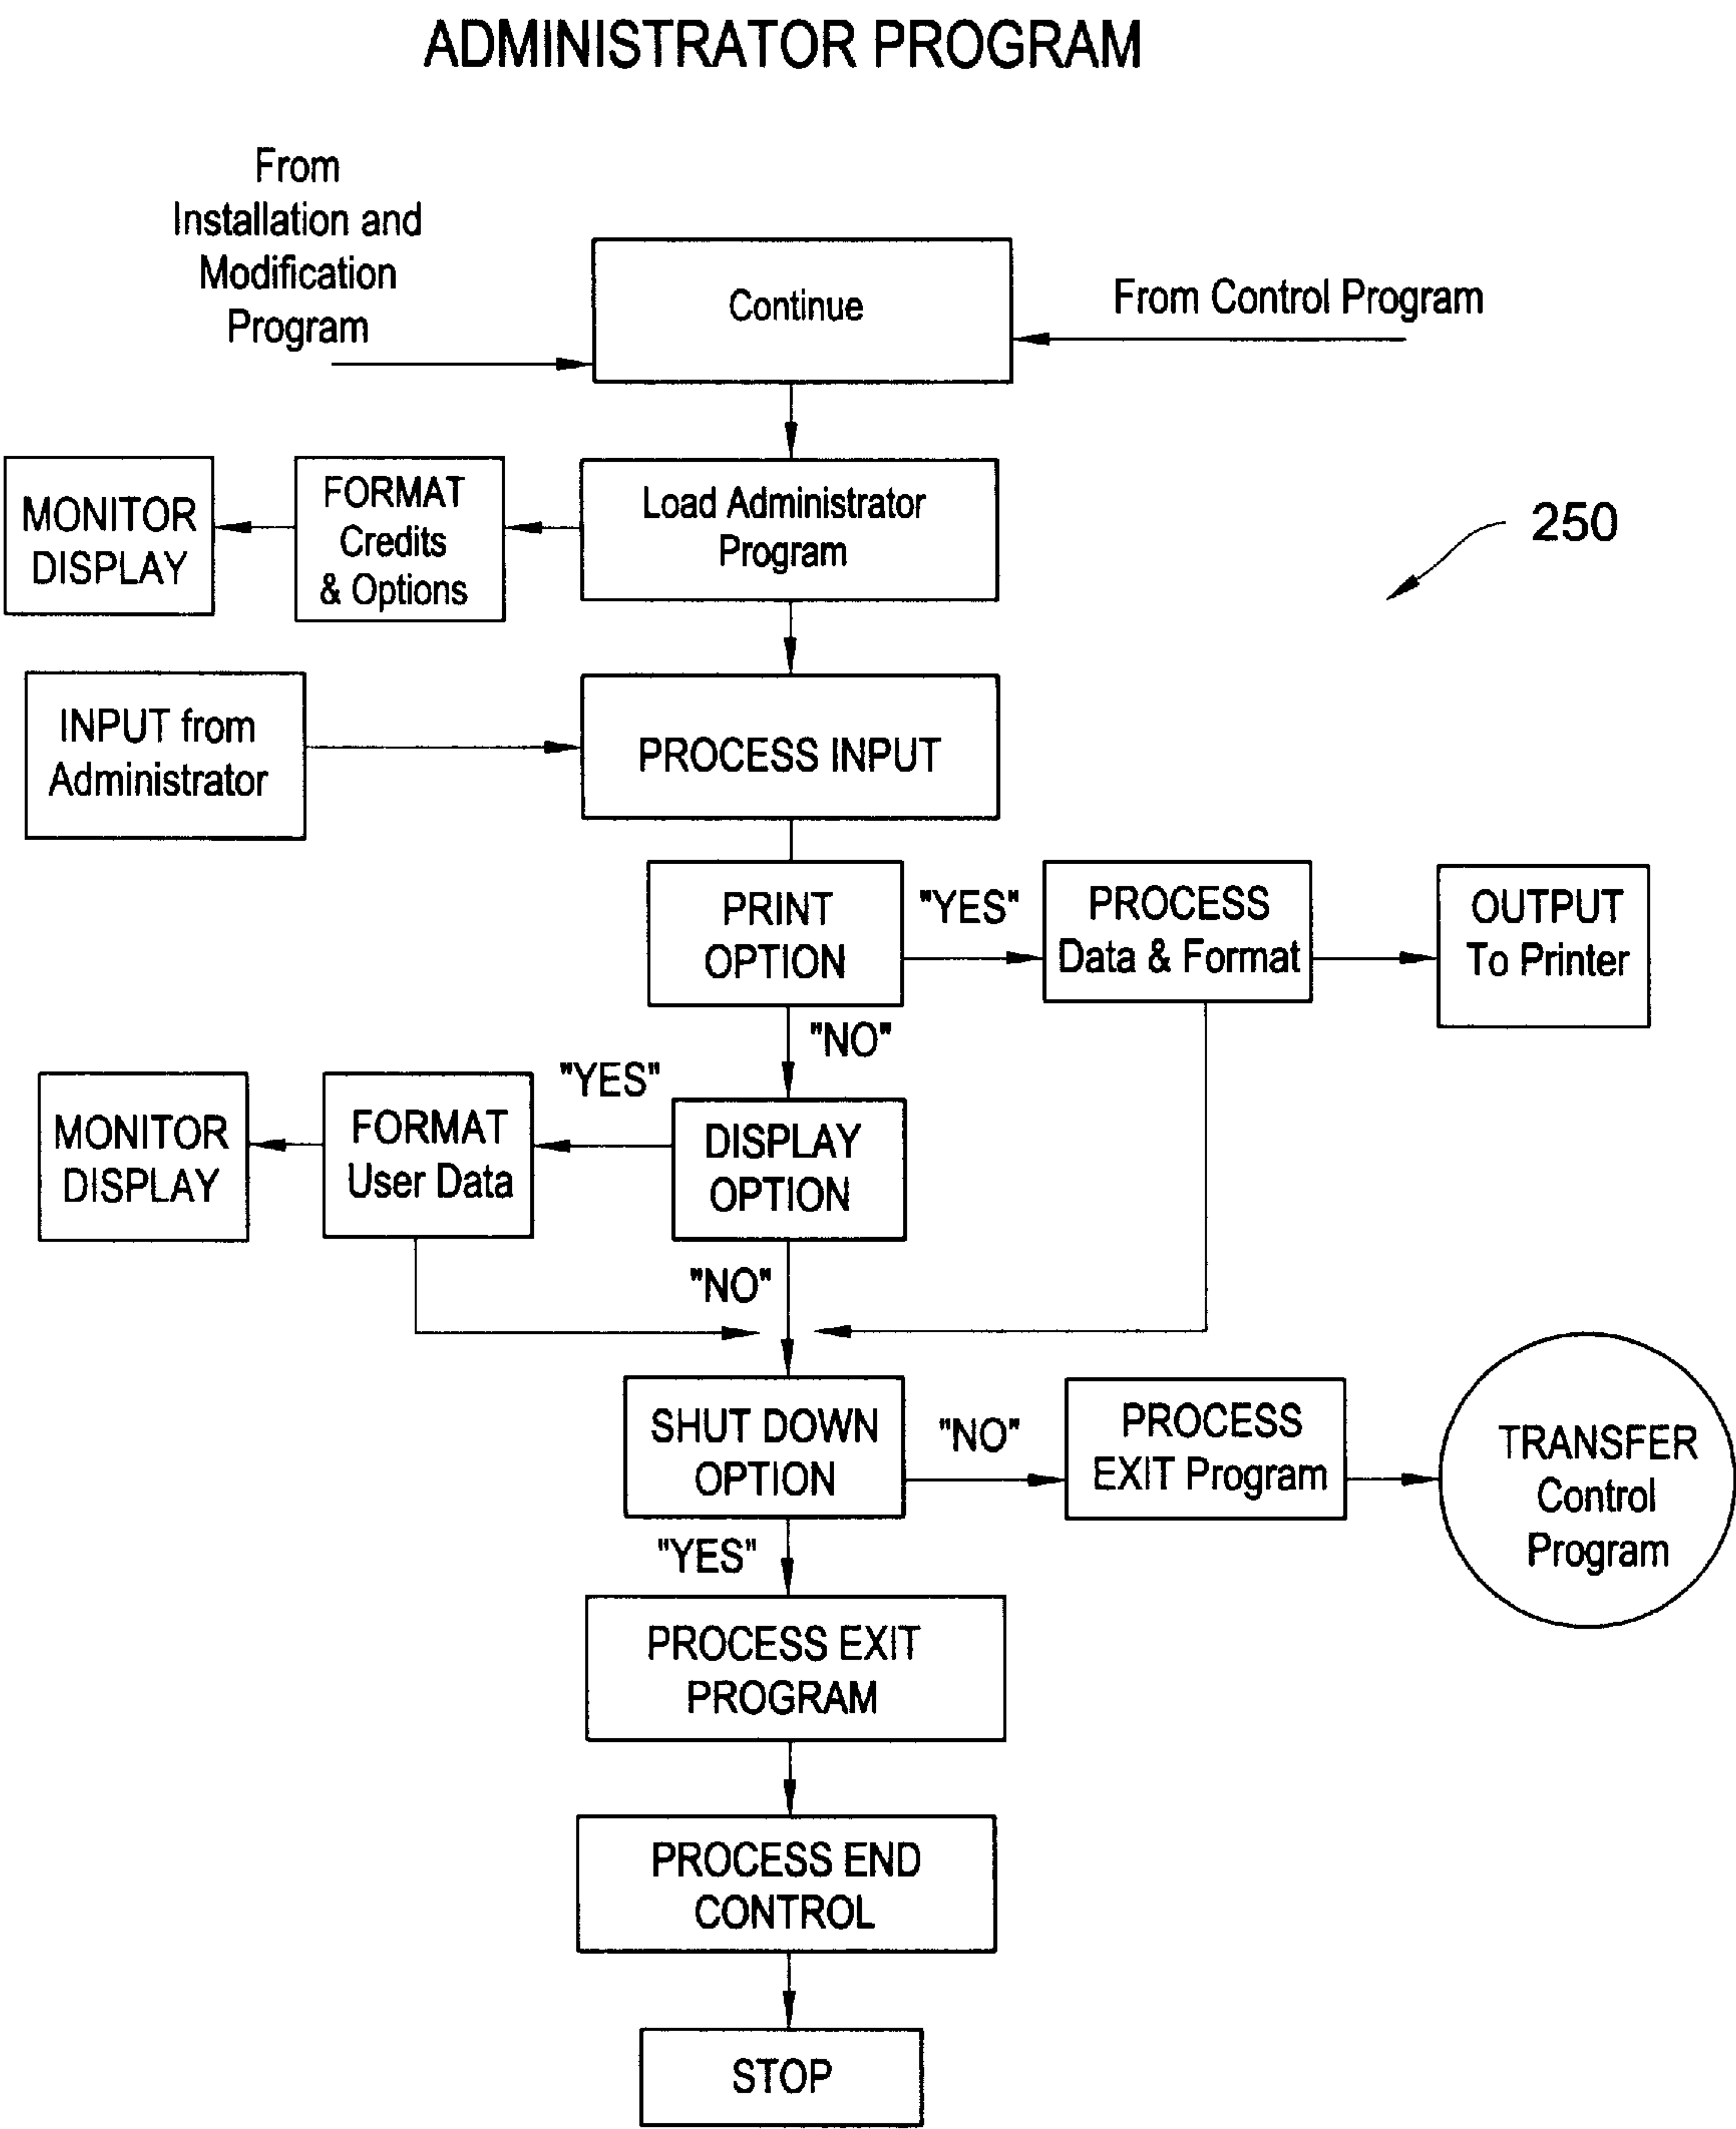 ADMINISTRATOR PROGRAM
From
Installation and
Modification
Program
Continue
From Control Program
MONITOR
DISPLAY
FORMAT
Credits
& Options
Load Administrator
Program
250
INPUT from
Administrator
PROCESS INPUT
PRINT
OPTION
"YES"
PROCESS
Data & Format
OUTPUT
To Printer
"NO"
"YES"
MONITOR
DISPLAY
FORMAT
User Data
DISPLAY
OPTION
"NO"
SHUT DOWN
OPTION
"NO"
PROCESS
EXIT Program
TRANSFER
Control
Program
"YES"
PROCESS EXIT
PROGRAM
PROCESS END
CONTROL
STOP